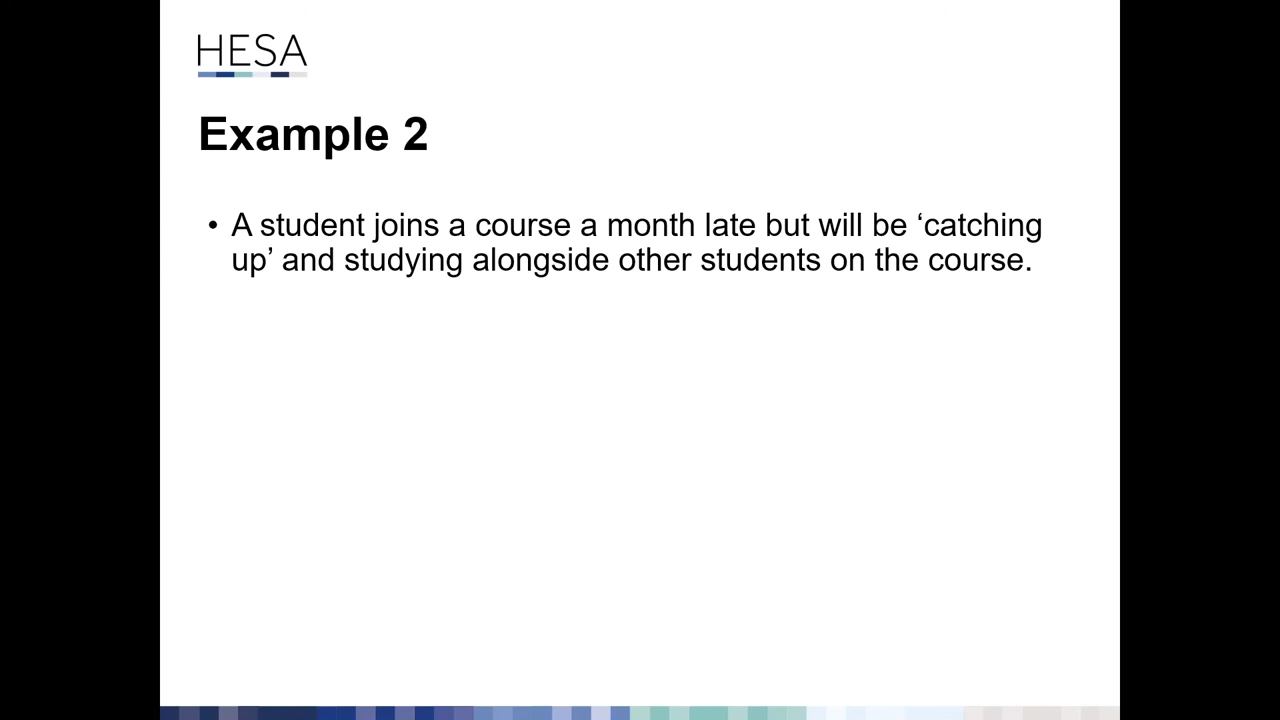 HESA
Example 2
• A student joins a course a month late but will be ‘catching
up’ and studying alongside other students on the course.